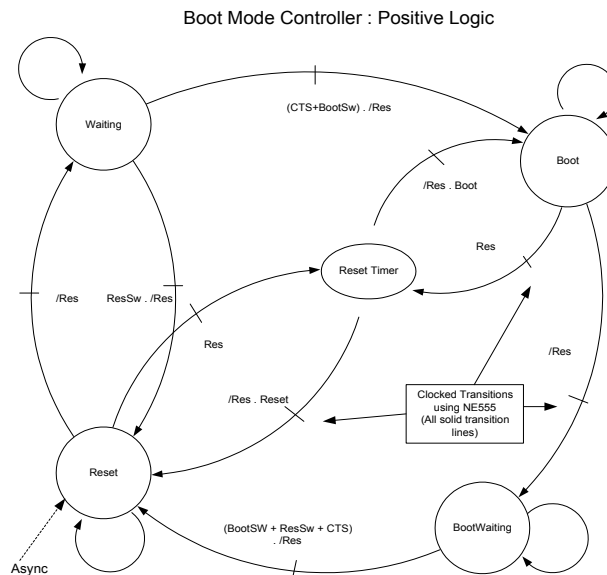 Boot Mode Controller : Positive Logic
Waiting
(CTS+BootSw) . /Res
Boot
/Res . Boot
Res
Reset Timer
/Res
ResSw . /Res
Res
/Res
/Res . Reset
Clocked Transitions
using NE555
(All solid transition
lines)
Reset
(BootSW + ResSw + CTS)
. /Res
BootWaiting
Async